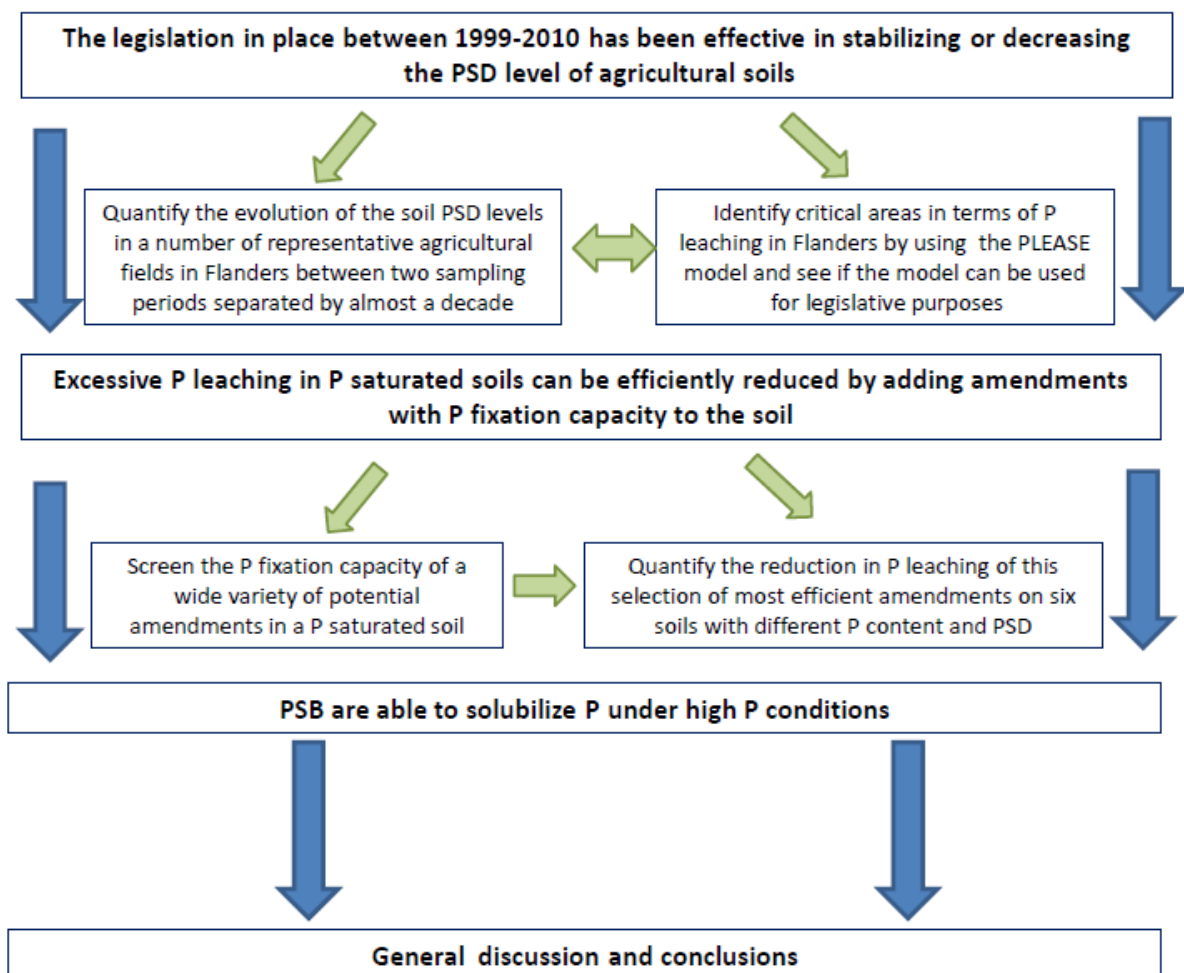 The legislation in place between 1999-2010 has been effective in stabilizing or decreasing
the PSD level of agricultural soils
Quantify the evolution of the soil PSD levels
in a number of representative agricultural
fields in Flanders between two sampling
periods separated by almost a decade
Identify critical areas in terms of P
leaching in Flanders by using the PLEASE
model and see if the model can be used
for legislative purposes
Excessive P leaching in P saturated soils can be efficiently reduced by adding amendments
with P fixation capacity to the soil
Screen the P fixation capacity of a
wide variety of potential
amendments in a P saturated soil
Quantify the reduction in P leaching of this
selection of most efficient amendments on six
soils with different P content and PSD
PSB are able to solubilize P under high P conditions
General discussion and conclusions